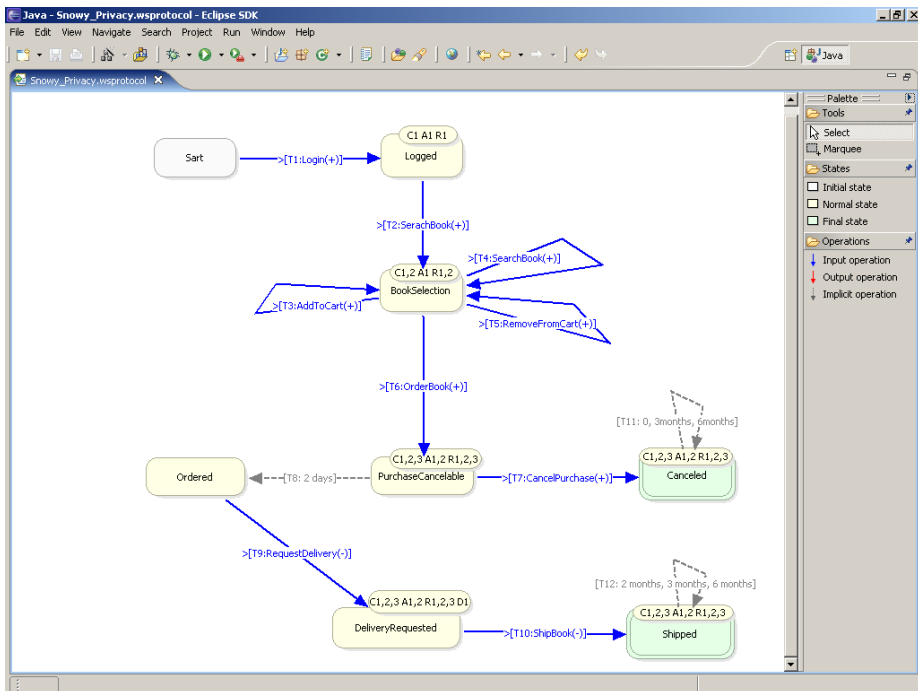 Java - Snowy_Privacy.wsprotocol - Eclipse SDK
File Edit View Navigate Search Project Run Window Help
Java
Snowy_Privacy.wsprotocol
Palette
Tools
Select
Marquee
States
Initial state
Normal state
Final state
Operations
Input operation
Output operation
Implicit operation
C1 A1 R1
Sart
>[T1:Login(+)]
Logged
>[T2:SerachBook(+)]
>[T4:SearchBook(+)]
C1,2 A1 R1,2
BookSelection
>[T3:AddToCart(+)]
>[T5:RemoveFromCart(+)]
>[T6:OrderBook(+)]
[T11: 0, 3months, 6months]
C1,2,3 A1,2 R1,2,3
C1,2,3 A1,2 R1,2,3
Ordered
[T8: 2 days]
PurchaseCancelable
>[T7:CancelPurchase(+)]
Canceled
>[T9:RequestDelivery(-)]
[T12: 2 months, 3 months, 6 months]
C1,2,3 A1,2 R1,2,3 D1
C1,2,3 A1,2 R1,2,3
DeliveryRequested
>[T10:ShipBook(-)]
Shipped